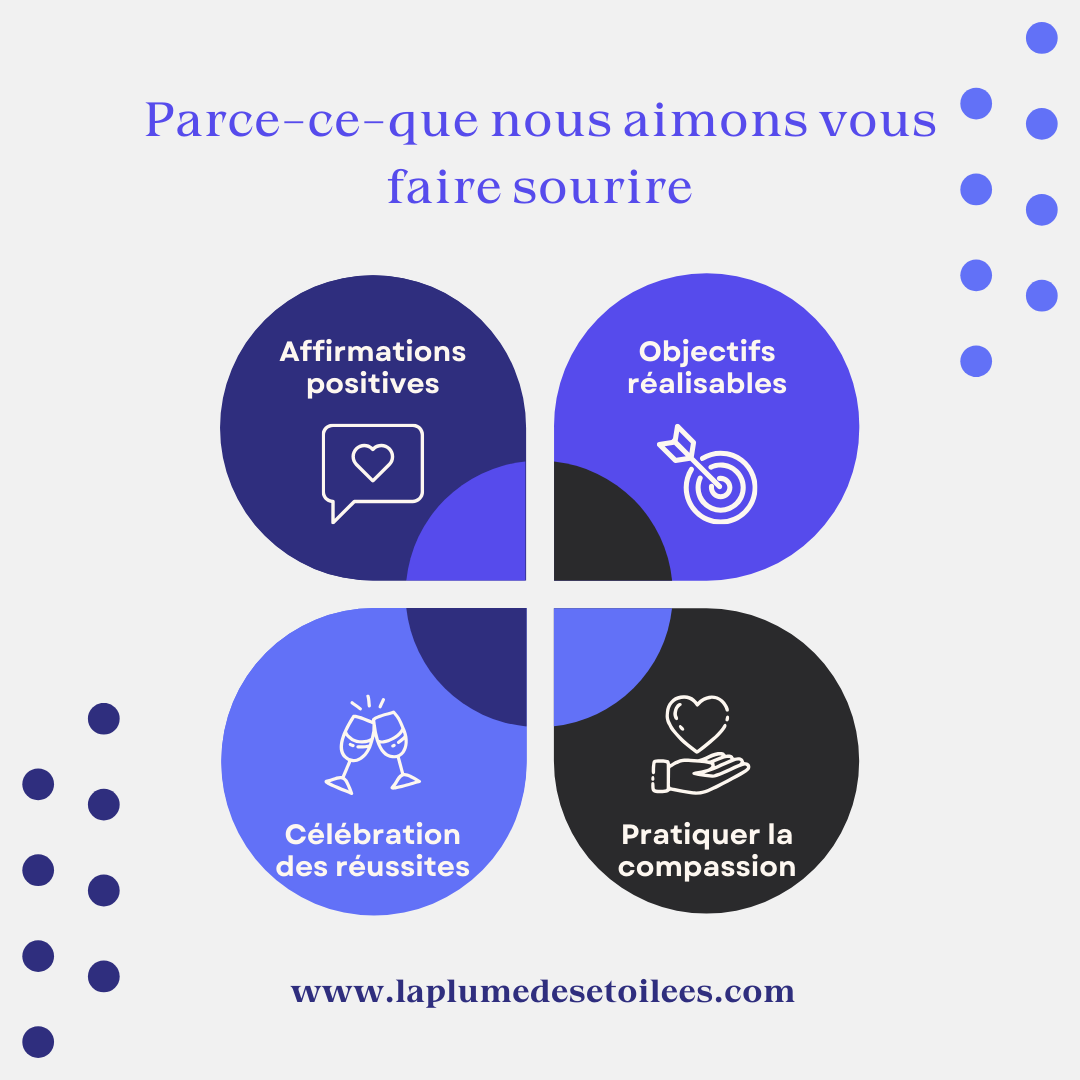 Parce-ce-que nous aimons vous
faire sourire
Affirmations
positives
Objectifs
réalisables
Célébration
des réussites
Pratiquer la
compassion
www.laplumedesetoilees.com